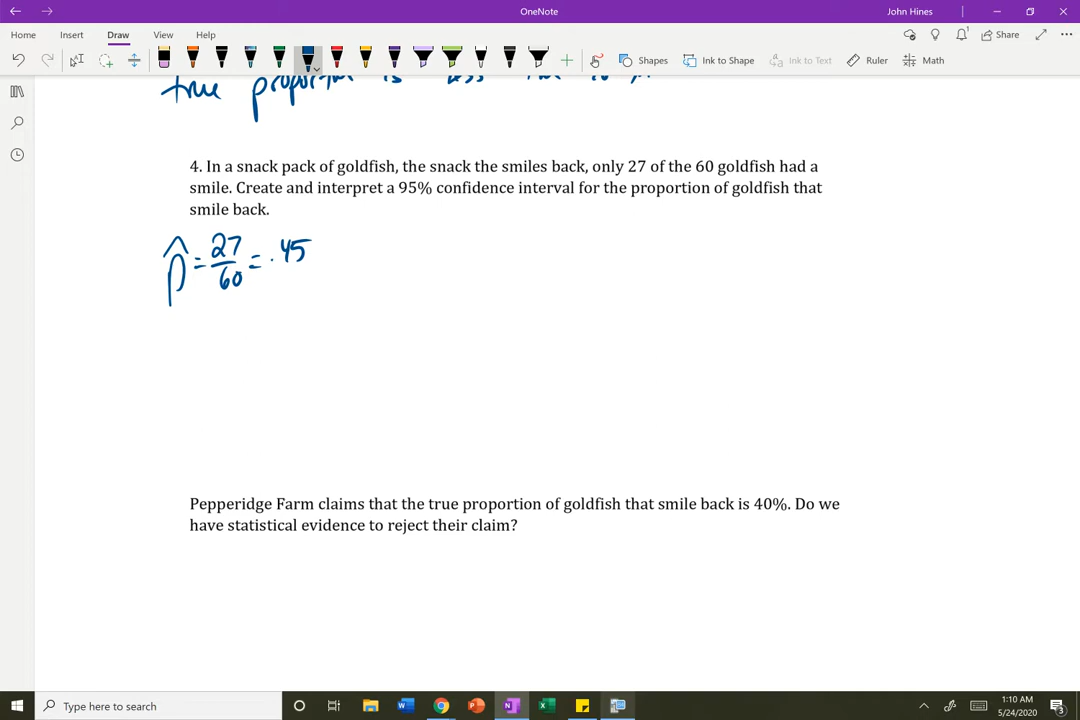 OneNote
John Hines
Home Insert Draw View Help Share
Shapes Ink to Shape Ink to Text Ruler Math
true proportion is less
4. In a snack pack of goldfish, the snack the smiles back, only 27 of the 60 goldfish had a
smile. Create and interpret a 95% confidence interval for the proportion of goldfish that
smile back.
p̂ = 27/60 = .45
Pepperidge Farm claims that the true proportion of goldfish that smile back is 40%. Do we
have statistical evidence to reject their claim?
Type here to search
1:10 AM
5/24/2020
3